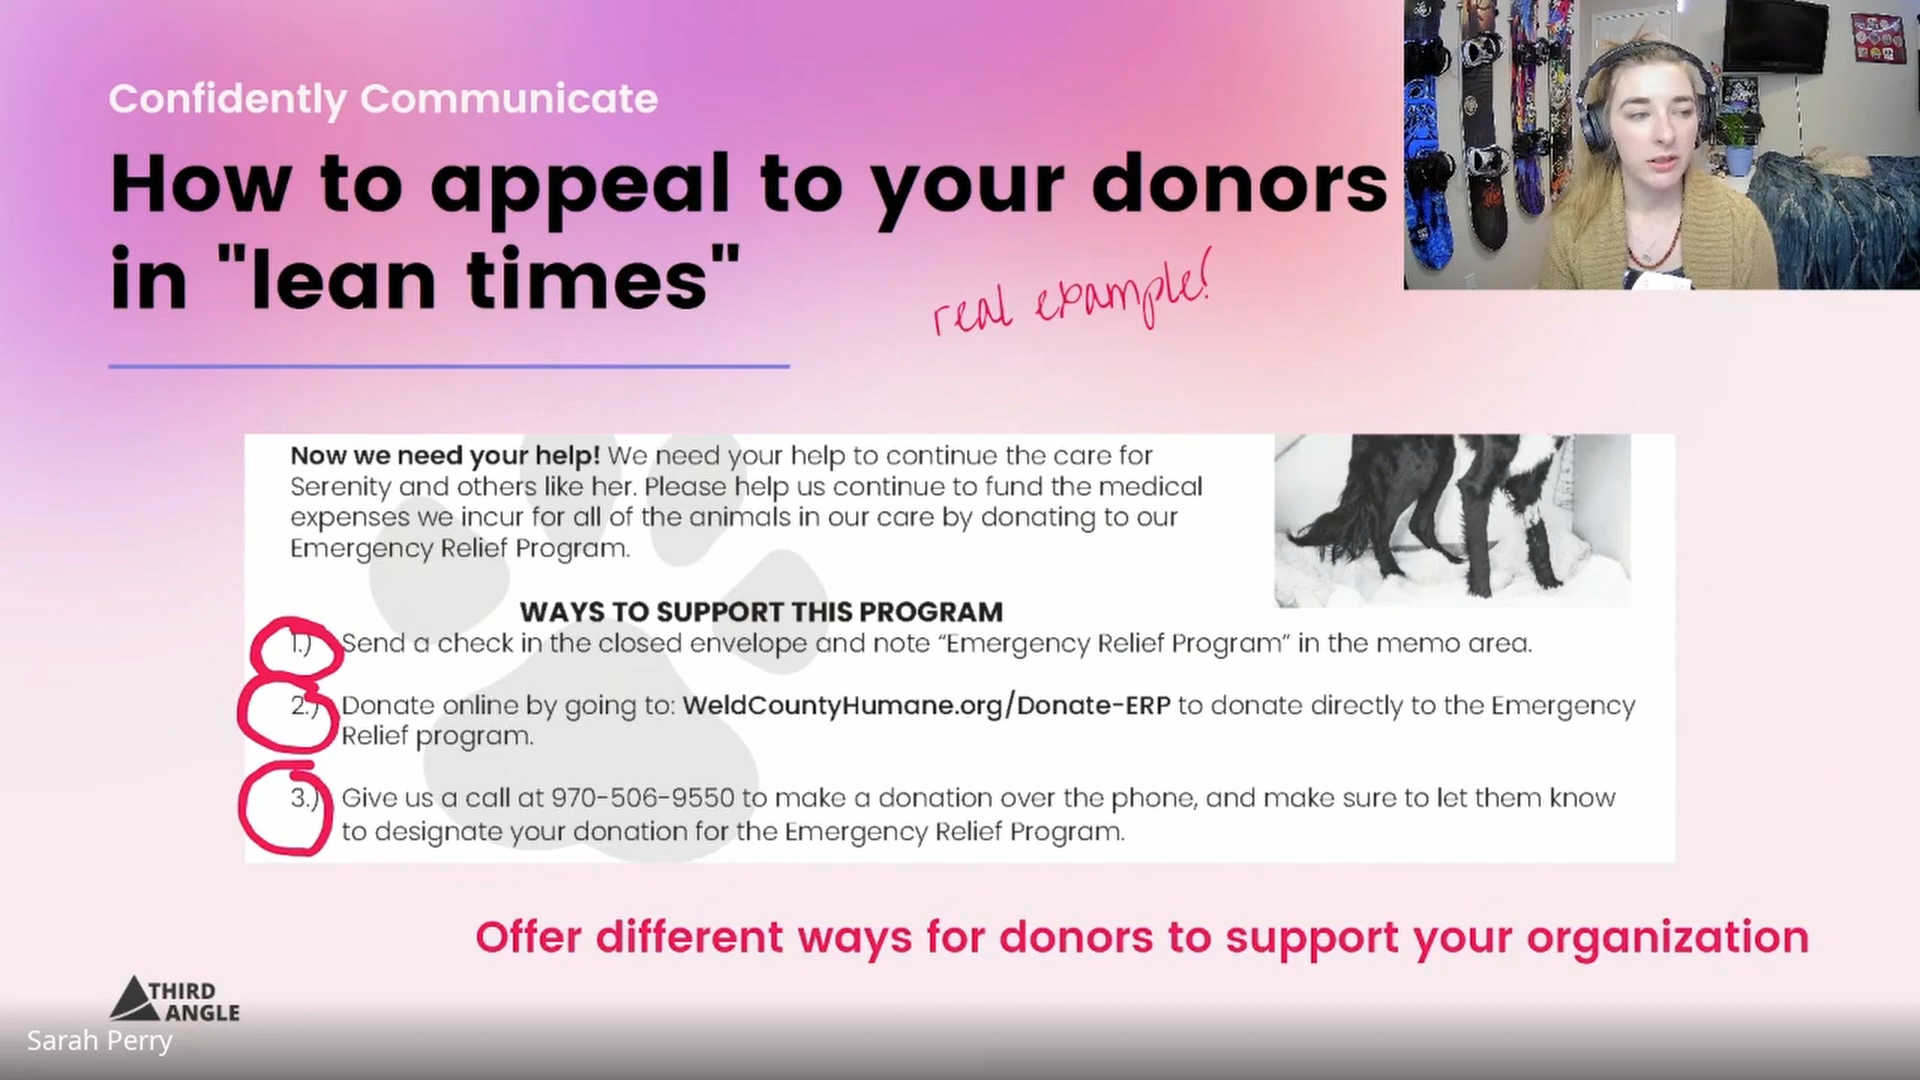 Confidently Communicate
How to appeal to your donors
in "lean times"
real example!
Now we need your help! We need your help to continue the care for
Serenity and others like her. Please help us continue to fund the medical
expenses we incur for all of the animals in our care by donating to our
Emergency Relief Program.
WAYS TO SUPPORT THIS PROGRAM
1.) Send a check in the closed envelope and note “Emergency Relief Program” in the memo area.
2.) Donate online by going to: WeldCountyHumane.org/Donate-ERP to donate directly to the Emergency
Relief program.
3.) Give us a call at 970-506-9550 to make a donation over the phone, and make sure to let them know
to designate your donation for the Emergency Relief Program.
Offer different ways for donors to support your organization
THIRD
ANGLE
Sarah Perry